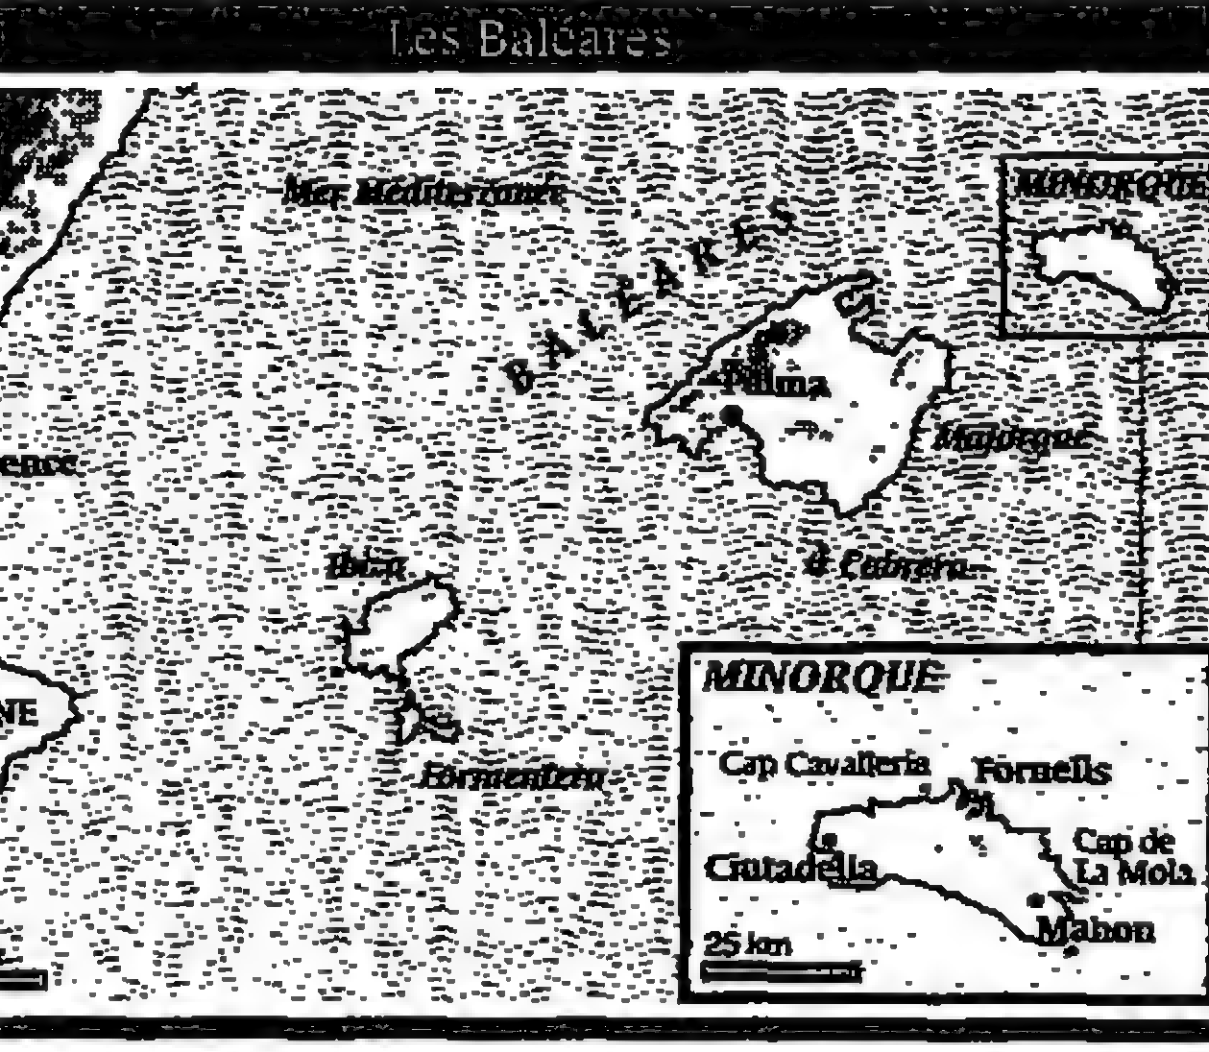 Les Baléares
Mer Méditerranée
MINORQUE
BALÉARES
Palma
Majorque
ence
Ibiza
Cabrera
NE
Formentera
MINORQUE
Cap Cavalleria
Fornells
Cap de
La Mola
Ciutadella
Mahon
25 km